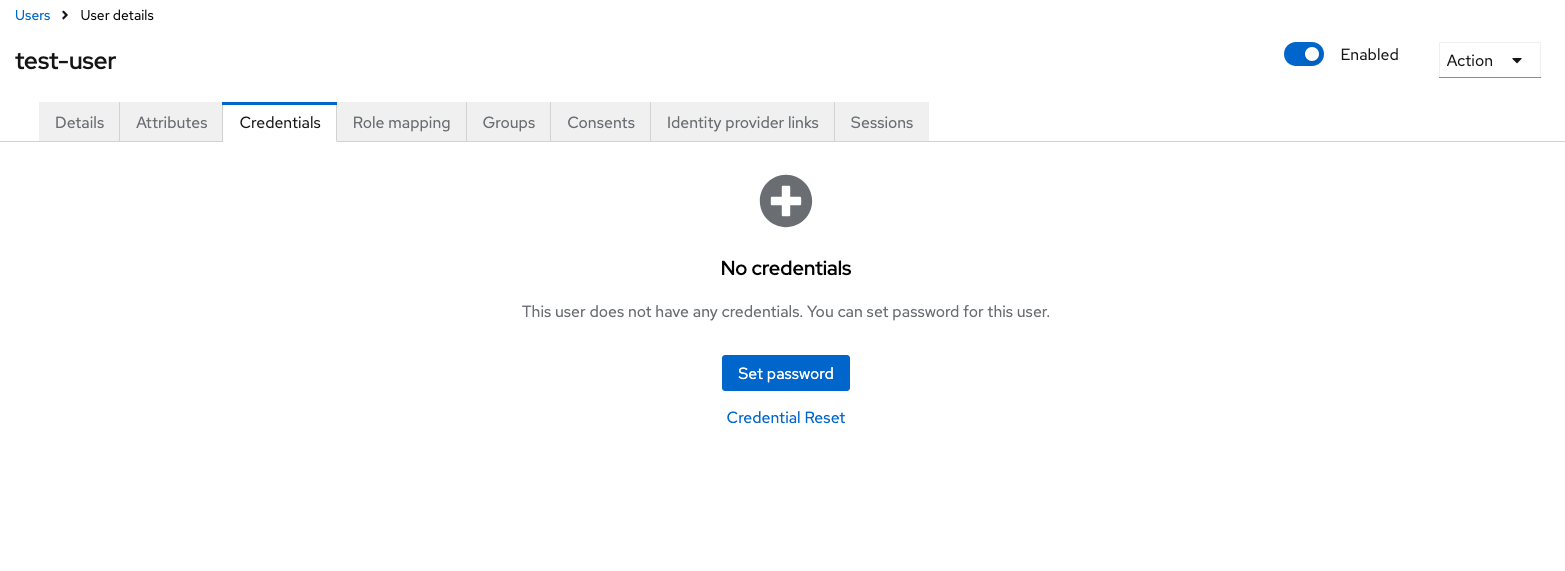 Users > User details
test-user
Enabled
Action
Details Attributes Credentials Role mapping Groups Consents Identity provider links Sessions
No credentials
This user does not have any credentials. You can set password for this user.
Set password
Credential Reset